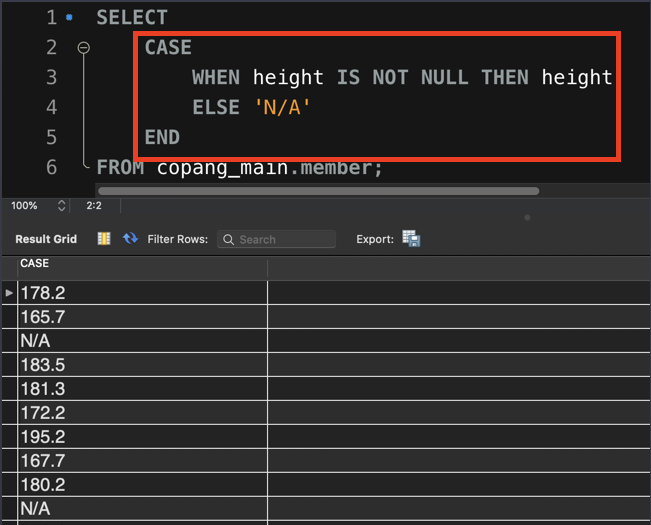 1 SELECT
2 CASE
3 WHEN height IS NOT NULL THEN height
4 ELSE 'N/A'
5 END
6 FROM copang_main.member;
100% 2:2
Result Grid Filter Rows: Search Export:
CASE
178.2
165.7
N/A
183.5
181.3
172.2
195.2
167.7
180.2
N/A